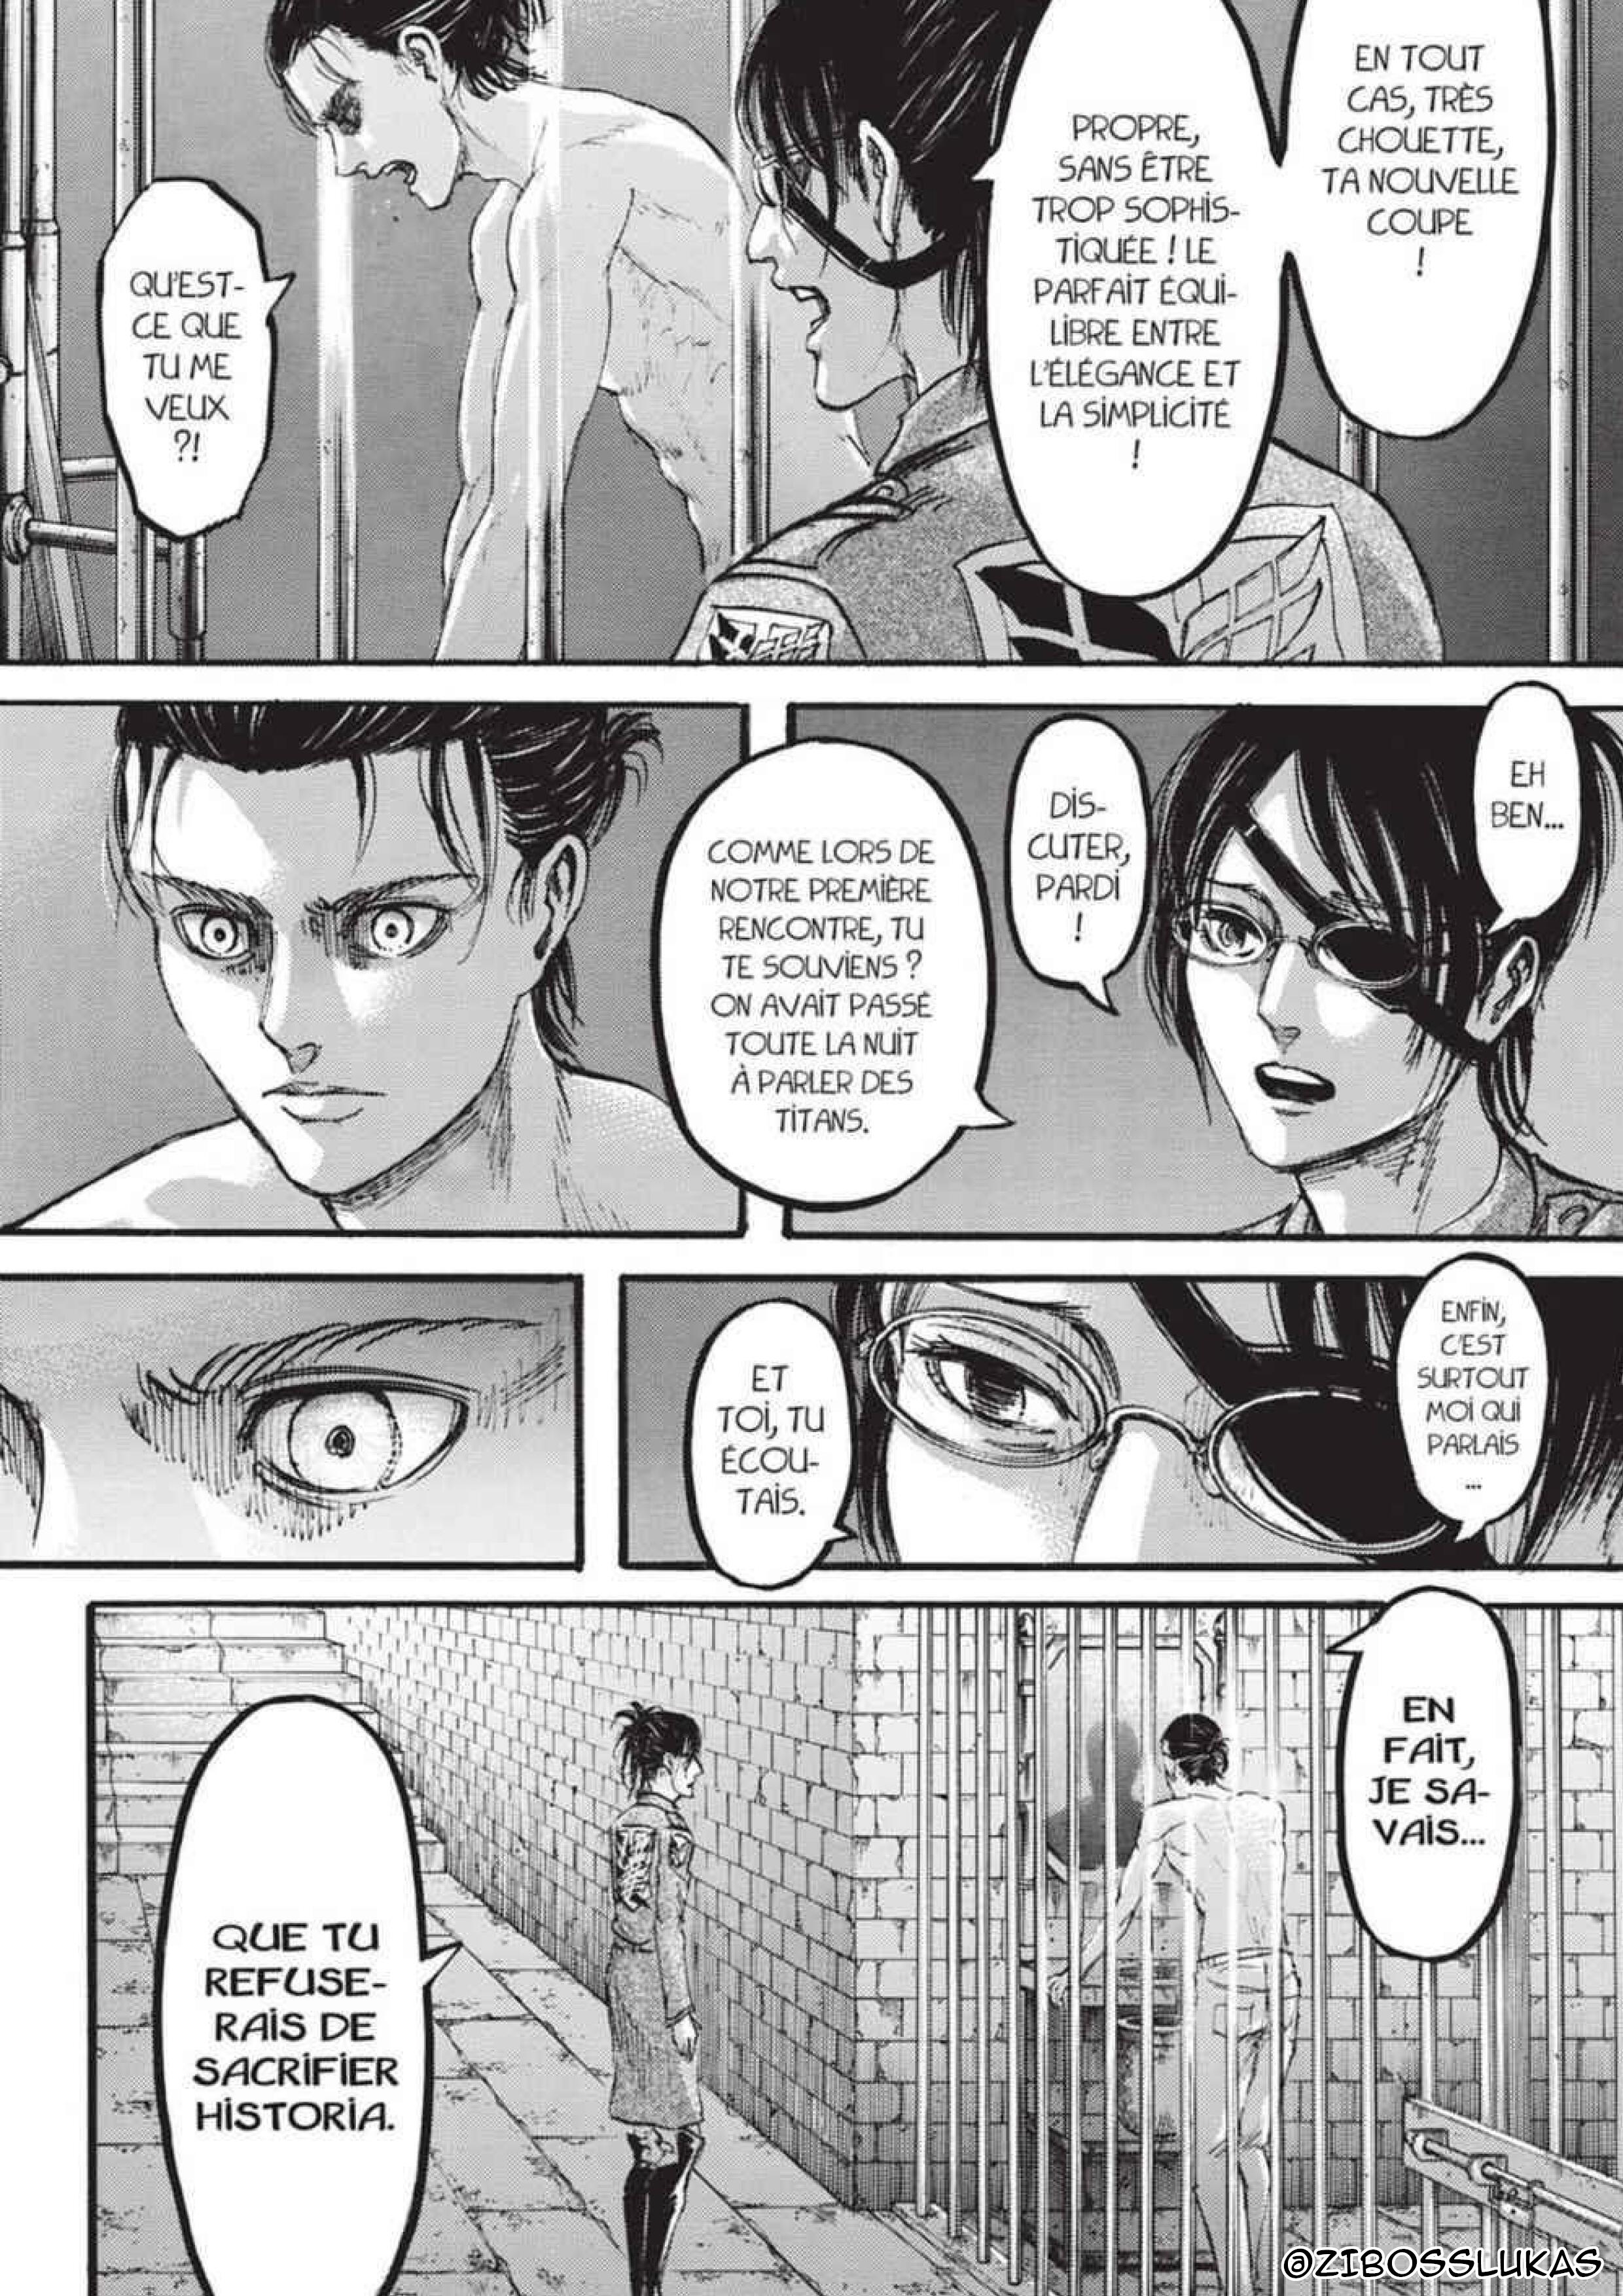 EN TOUT
CAS, TRÈS
CHOUETTE,
TA NOUVELLE
COUPE
!
PROPRE,
SANS ÊTRE
TROP SOPHIS-
TIQUÉE ! LE
PARFAIT ÉQUI-
LIBRE ENTRE
L'ÉLÉGANCE ET
LA SIMPLICITÉ
!
QU'EST-
CE QUE
TU ME
VEUX
?!
EH
BEN...
DIS-
CUTER,
PARDI
!
COMME LORS DE
NOTRE PREMIÈRE
RENCONTRE, TU
TE SOUVIENS ?
ON AVAIT PASSÉ
TOUTE LA NUIT
À PARLER DES
TITANS.
ENFIN,
C'EST
SURTOUT
MOI QUI
PARLAIS
...
ET
TOI, TU
ÉCOU-
TAIS.
EN
FAIT,
JE SA-
VAIS...
QUE TU
REFUSE-
RAIS DE
SACRIFIER
HISTORIA.
@ZIBOSSLUKAS